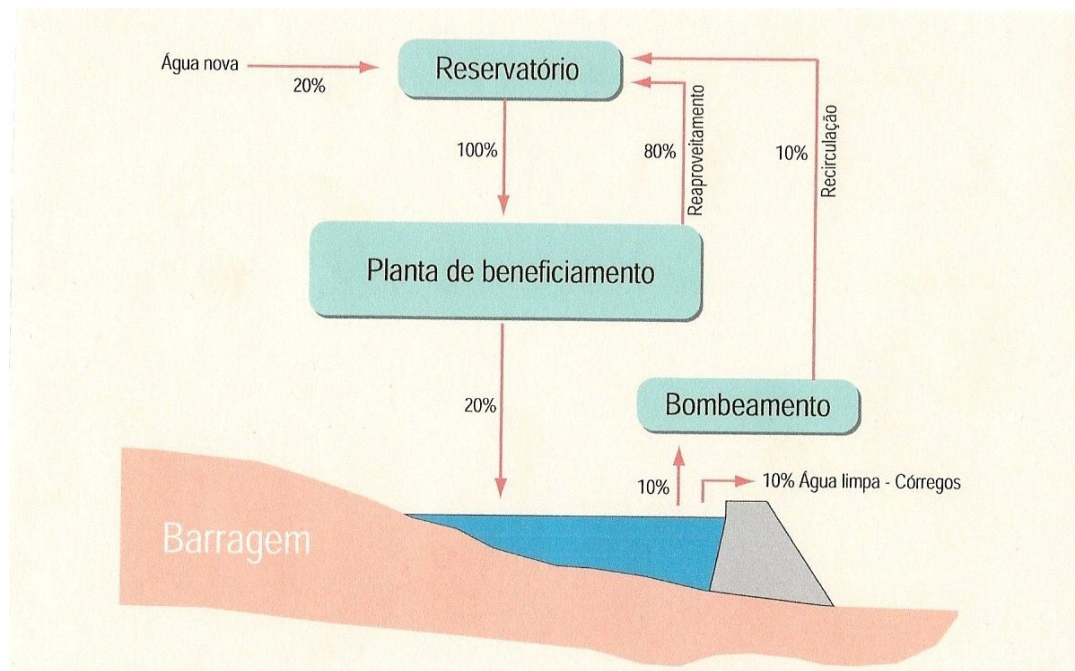 Água nova
20%
Reservatório
100%
80%
Reaproveitamento
10%
Recirculação
Planta de beneficiamento
20%
Bombeamento
10%
10% Água limpa - Córregos
Barragem